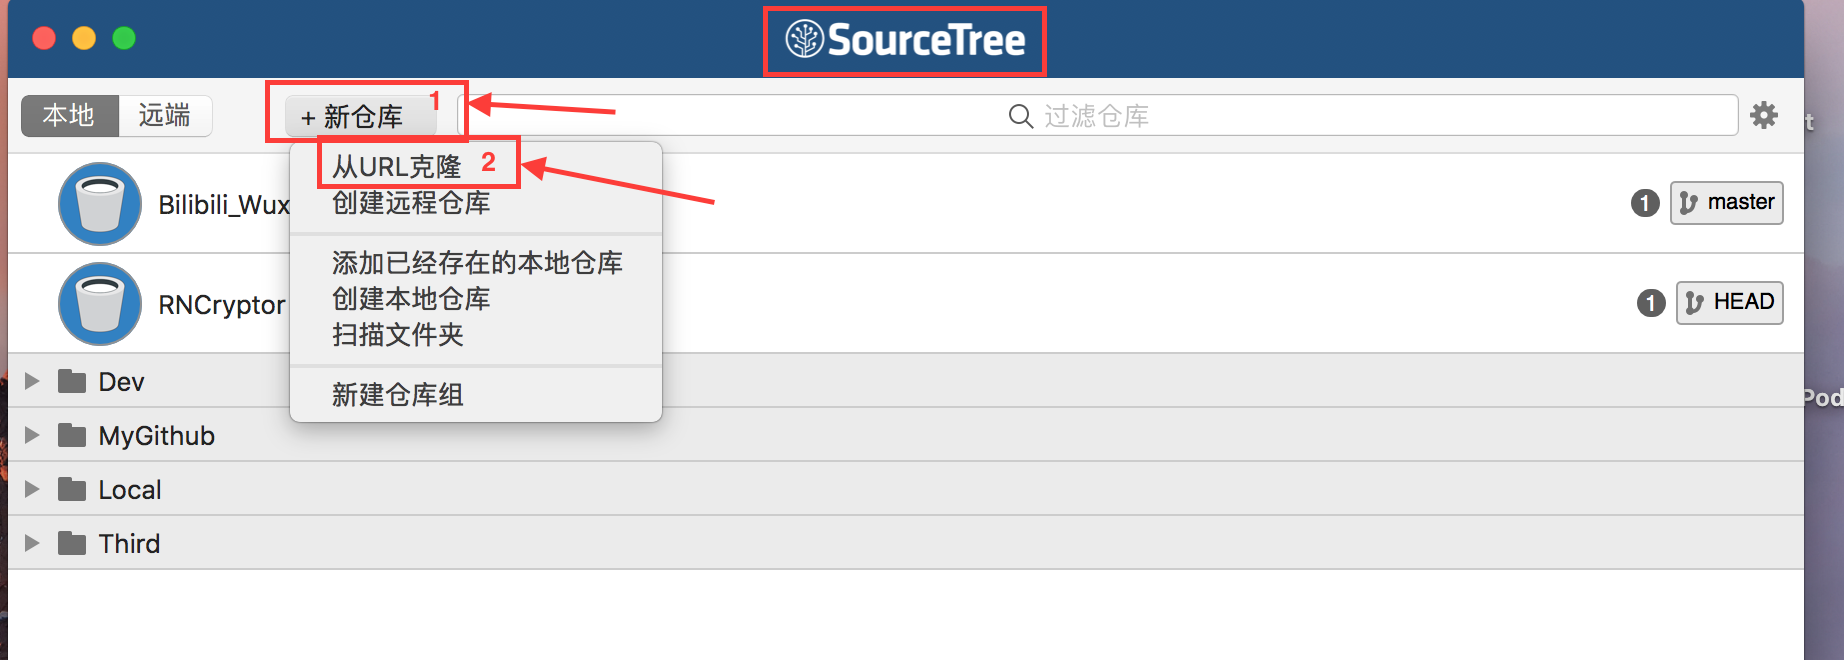 SourceTree
本地 远端 + 新仓库 1 过滤仓库
从URL克隆 2
创建远程仓库
添加已经存在的本地仓库
创建本地仓库
扫描文件夹
新建仓库组
Bilibili_Wux 1 master
RNCryptor 1 HEAD
Dev
MyGithub
Local
Third
t
Pod